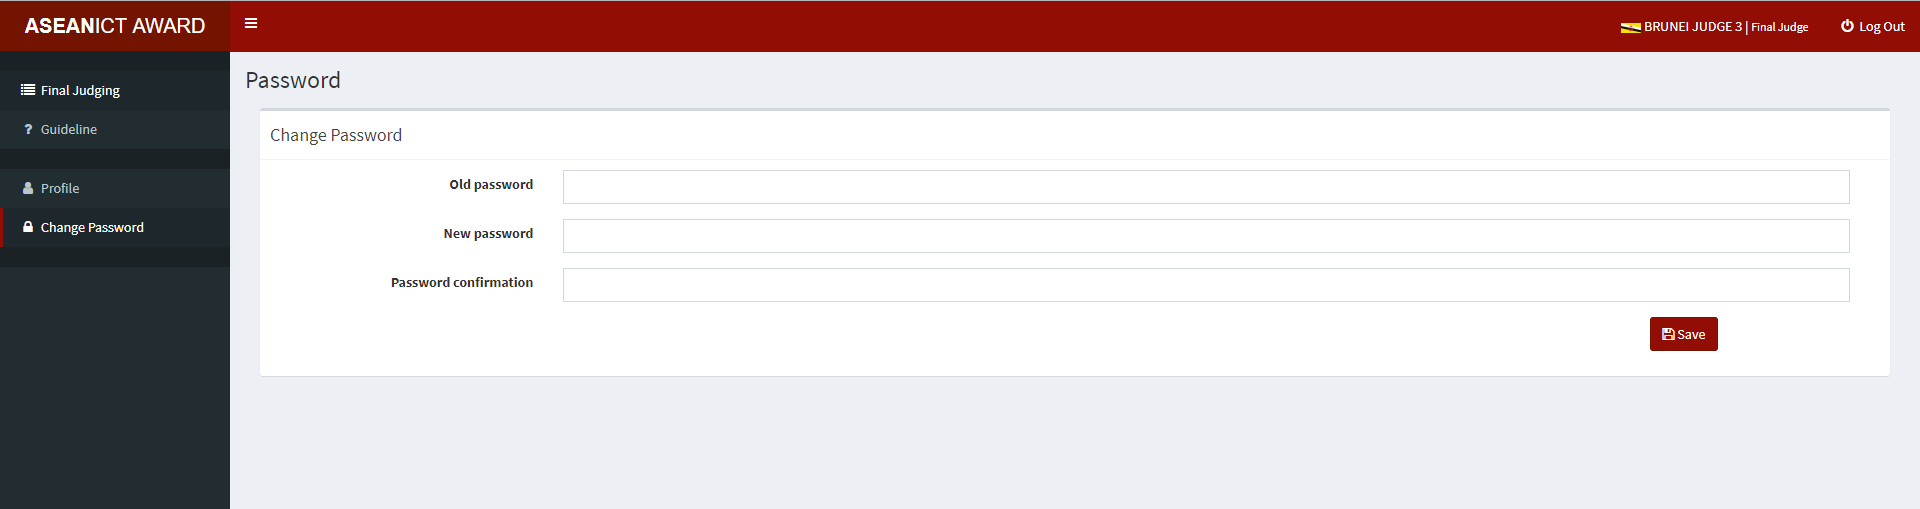 ASEANICT AWARD
BRUNEI JUDGE 3 | Final Judge
Log Out
Final Judging
? Guideline
Profile
Change Password
Password
Change Password
Old password
New password
Password confirmation
Save